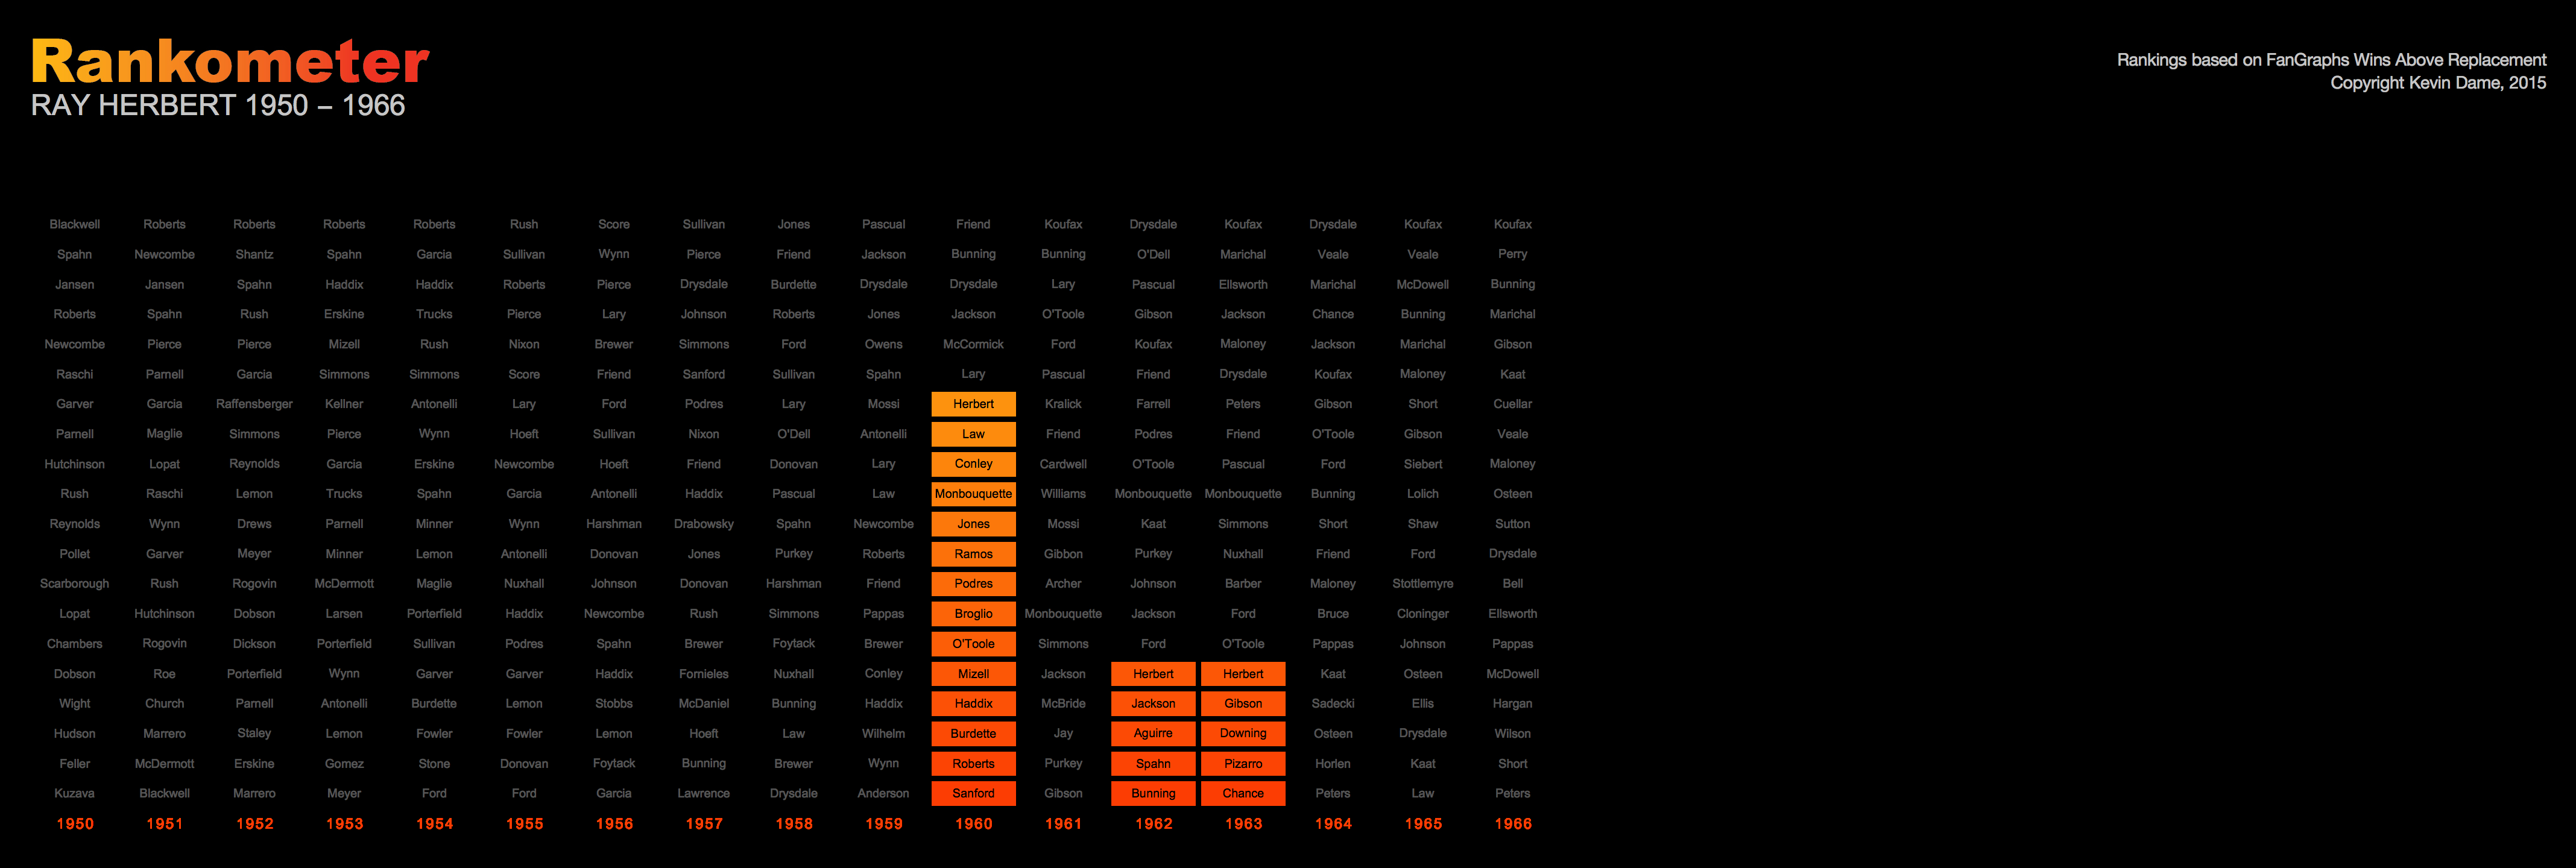 Rankometer
RAY HERBERT 1950 – 1966
Rankings based on FanGraphs Wins Above Replacement
Copyright Kevin Dame, 2015
Blackwell Roberts Roberts Roberts Roberts Rush Score Sullivan Jones Pascual Friend Koufax Drysdale Koufax Drysdale Koufax Koufax
Spahn Newcombe Shantz Spahn Garcia Sullivan Wynn Pierce Friend Jackson Bunning Bunning O'Dell Marichal Veale Veale Perry
Jansen Jansen Spahn Haddix Haddix Roberts Pierce Drysdale Burdette Drysdale Drysdale Lary Pascual Ellsworth Marichal McDowell Bunning
Roberts Spahn Rush Erskine Trucks Pierce Lary Johnson Roberts Jones Jackson O'Toole Gibson Jackson Chance Bunning Marichal
Newcombe Pierce Pierce Mizell Rush Nixon Brewer Simmons Ford Owens McCormick Ford Koufax Maloney Jackson Marichal Gibson
Raschi Parnell Garcia Simmons Simmons Score Friend Sanford Sullivan Spahn Lary Pascual Friend Drysdale Koufax Maloney Kaat
Garver Garcia Raffensberger Kellner Antonelli Lary Ford Podres Lary Mossi Herbert Kralick Farrell Peters Gibson Short Cuellar
Parnell Maglie Simmons Pierce Wynn Hoeft Sullivan Nixon O'Dell Antonelli Law Friend Podres Friend O'Toole Gibson Veale
Hutchinson Lopat Reynolds Garcia Erskine Newcombe Hoeft Friend Donovan Lary Conley Cardwell O'Toole Pascual Ford Siebert Maloney
Rush Raschi Lemon Trucks Spahn Garcia Antonelli Haddix Pascual Law Monbouquette Williams Monbouquette Monbouquette Bunning Lolich Osteen
Reynolds Wynn Drews Parnell Minner Wynn Harshman Drabowsky Spahn Newcombe Jones Mossi Kaat Simmons Short Shaw Sutton
Pollet Garver Meyer Minner Lemon Antonelli Donovan Jones Purkey Roberts Ramos Gibbon Purkey Nuxhall Friend Ford Drysdale
Scarborough Rush Rogovin McDermott Maglie Nuxhall Johnson Donovan Harshman Friend Podres Archer Johnson Barber Maloney Stottlemyre Bell
Lopat Hutchinson Dobson Larsen Porterfield Haddix Newcombe Rush Simmons Pappas Broglio Monbouquette Jackson Ford Bruce Cloninger Ellsworth
Chambers Rogovin Dickson Porterfield Sullivan Podres Spahn Brewer Foytack Brewer O'Toole Simmons Ford O'Toole Pappas Johnson Pappas
Dobson Roe Porterfield Wynn Garver Garver Haddix Fornieles Nuxhall Conley Mizell Jackson Herbert Herbert Kaat Osteen McDowell
Wight Church Parnell Antonelli Burdette Lemon Stobbs McDaniel Bunning Haddix Haddix McBride Jackson Gibson Sadecki Ellis Hargan
Hudson Marrero Staley Lemon Fowler Fowler Lemon Hoeft Law Wilhelm Burdette Jay Aguirre Downing Osteen Drysdale Wilson
Feller McDermott Erskine Gomez Stone Donovan Foytack Bunning Brewer Wynn Roberts Purkey Spahn Pizarro Horlen Kaat Short
Kuzava Blackwell Marrero Meyer Ford Ford Garcia Lawrence Drysdale Anderson Sanford Gibson Bunning Chance Peters Law Peters
1950 1951 1952 1953 1954 1955 1956 1957 1958 1959 1960 1961 1962 1963 1964 1965 1966